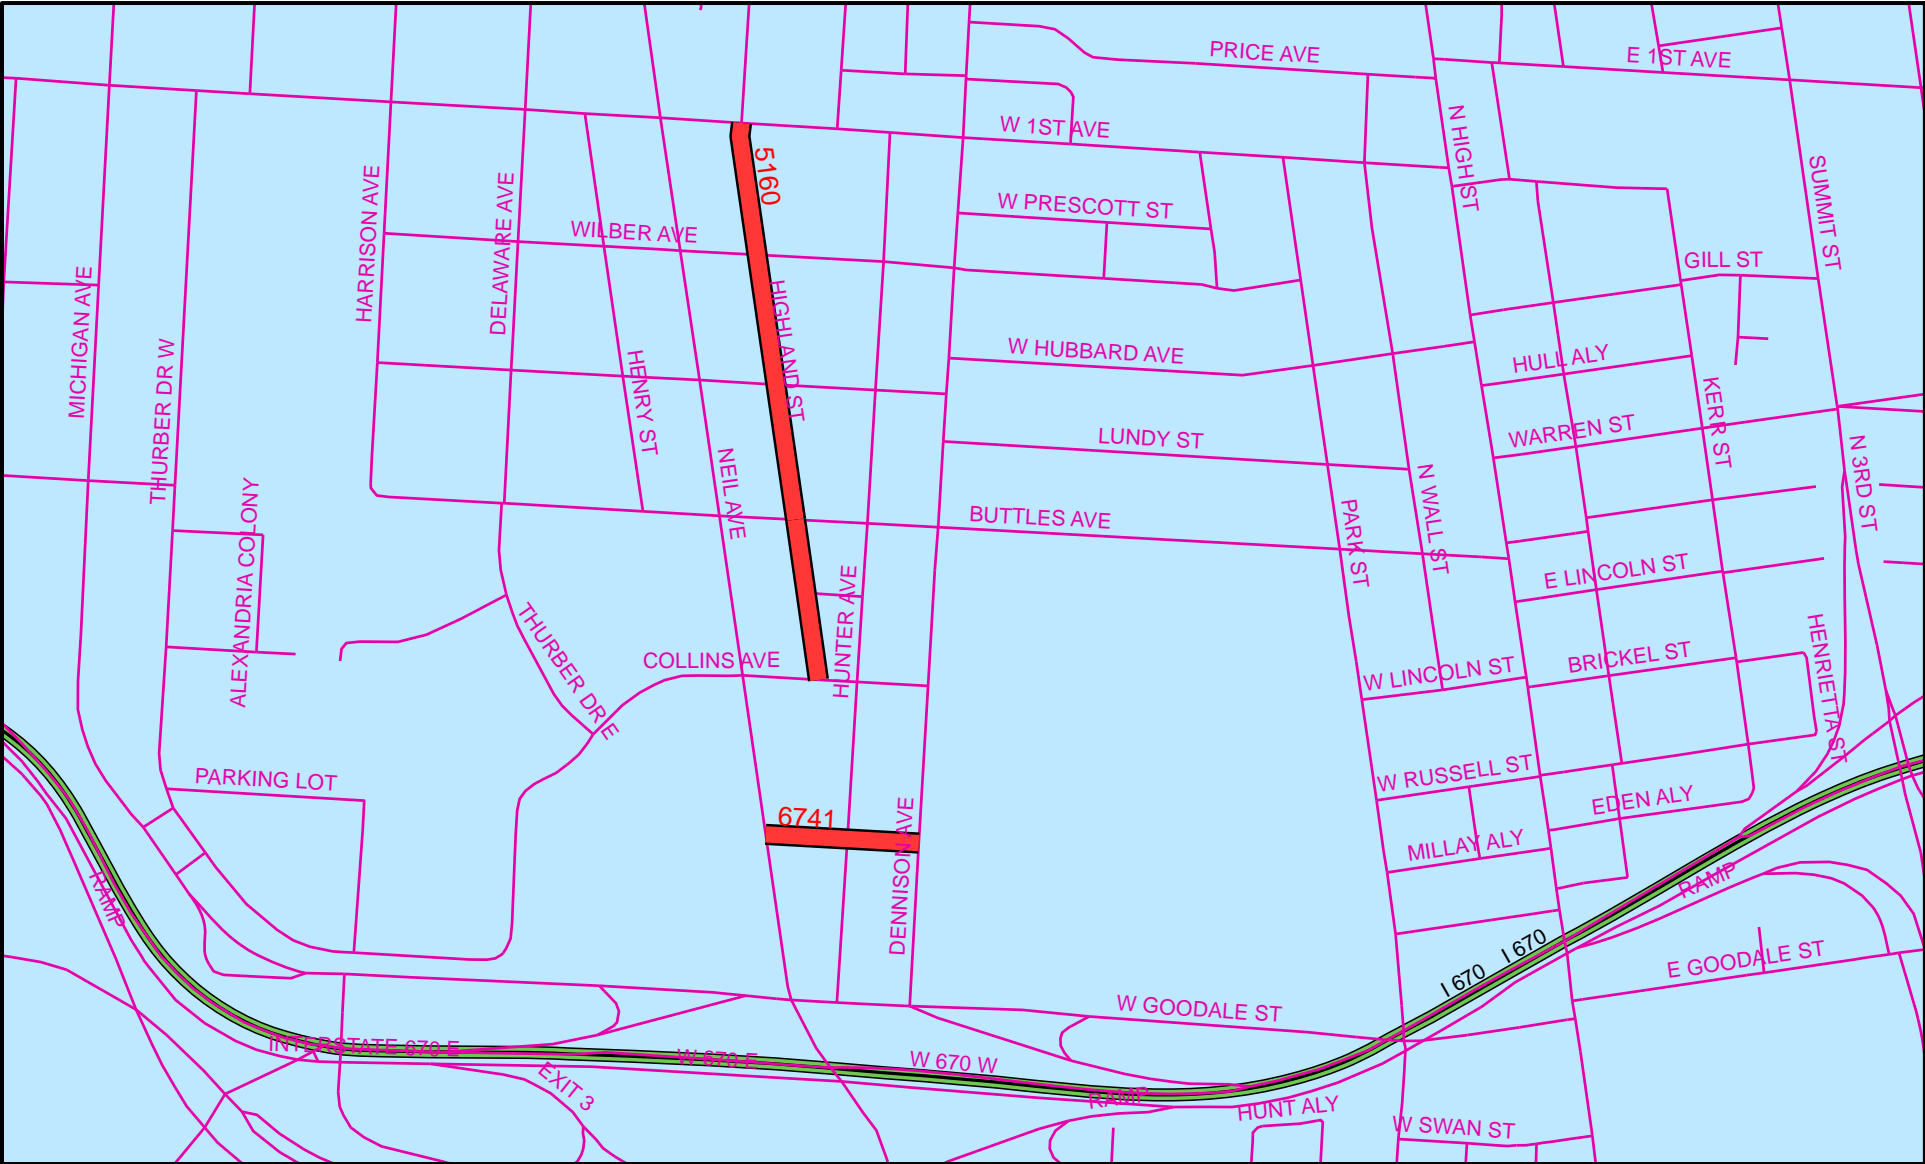 PRICE AVE
E 1ST AVE
W 1ST AVE
N HIGH ST
5160
SUMMIT ST
HARRISON AVE
DELAWARE AVE
W PRESCOTT ST
WILBER AVE
GILL ST
MICHIGAN AVE
HIGHLAND ST
THURBER DR W
HENRY ST
W HUBBARD AVE
HULL ALY
KERR ST
LUNDY ST
WARREN ST
N 3RD ST
NEIL AVE
N WALL ST
ALEXANDRIA COLONY
BUTTLES AVE
PARK ST
E LINCOLN ST
HUNTER AVE
THURBER DR E
COLLINS AVE
W LINCOLN ST
BRICKEL ST
HENRIETTA ST
PARKING LOT
W RUSSELL ST
EDEN ALY
6741
DENNISON AVE
MILLAY ALY
RAMP
RAMP
I 670
I 670
E GOODALE ST
W GOODALE ST
INTERSTATE 670 E
W 670 E
W 670 W
EXIT 3
RAMP
HUNT ALY
W SWAN ST